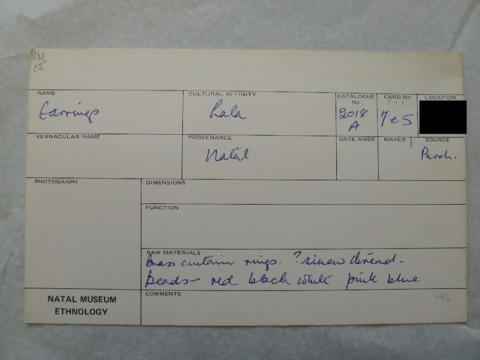 NAME
Earrings
CULTURAL AFFINITY
Lala
CATALOGUE No.
2018
A
CARD No.
7e5
LOCATION
VERNACULAR NAME
PROVENANCE
Natal
DATE MADE
MAKER
SOURCE
Purch.
PHOTOGRAPH
DIMENSIONS
FUNCTION
RAW MATERIALS
Brass curtain rings. ? sinew thread.
Beads - red black white pink blue
NATAL MUSEUM
ETHNOLOGY
COMMENTS